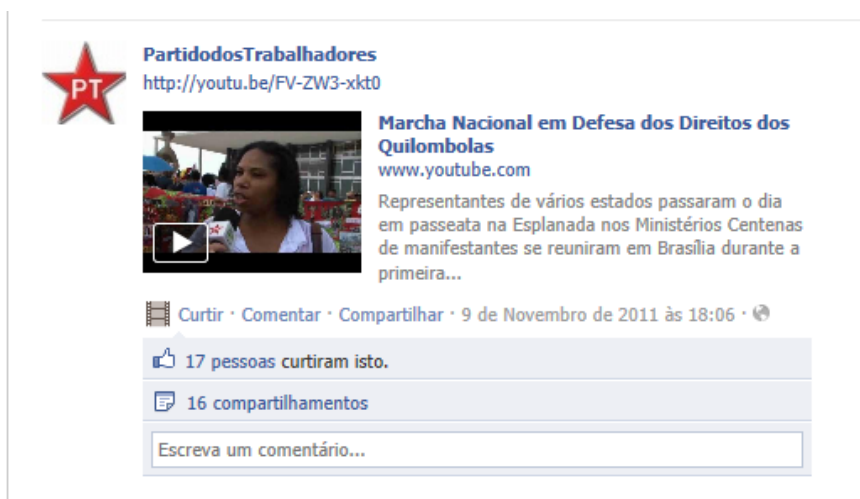 PT
PartidodosTrabalhadores
http://youtu.be/FV-ZW3-xkt0
Marcha Nacional em Defesa dos Direitos dos
Quilombolas
www.youtube.com
Representantes de vários estados passaram o dia
em passeata na Esplanada nos Ministérios Centenas
de manifestantes se reuniram em Brasília durante a
primeira...
Curtir · Comentar · Compartilhar · 9 de Novembro de 2011 às 18:06 ·
17 pessoas curtiram isto.
16 compartilhamentos
Escreva um comentário...